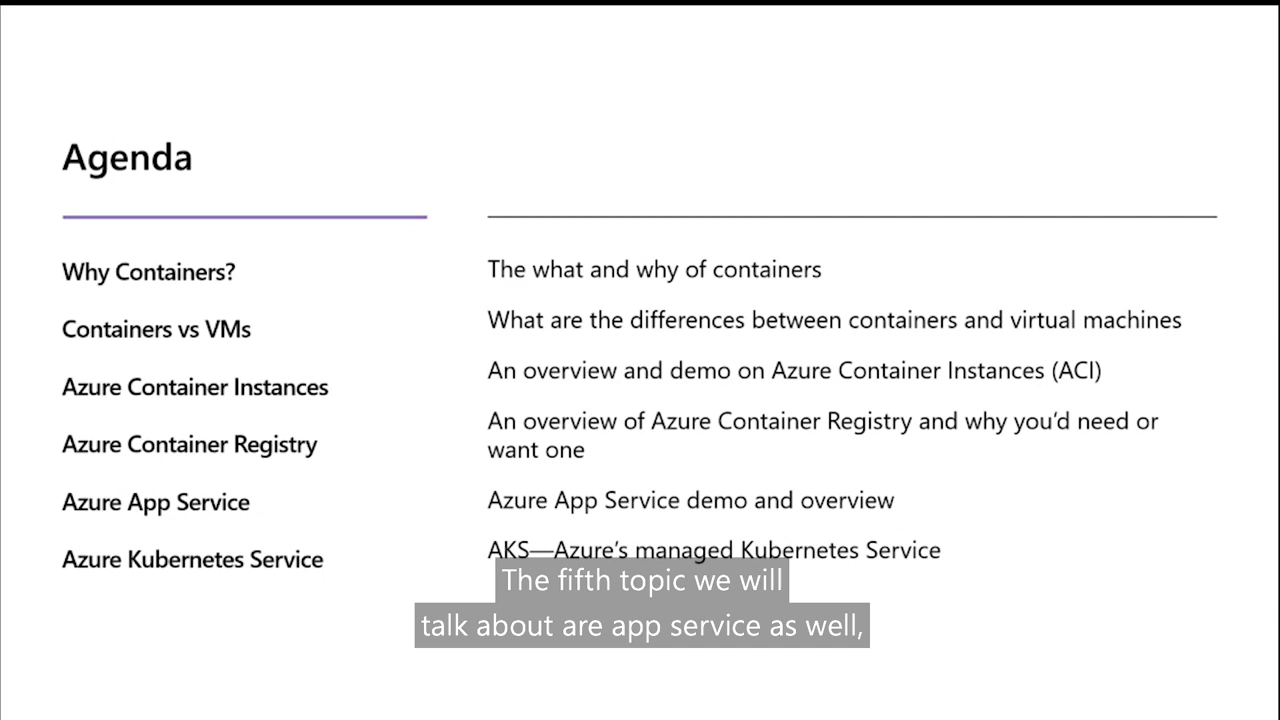 Agenda
Why Containers?
The what and why of containers
Containers vs VMs
What are the differences between containers and virtual machines
Azure Container Instances
An overview and demo on Azure Container Instances (ACI)
Azure Container Registry
An overview of Azure Container Registry and why you’d need or
want one
Azure App Service
Azure App Service demo and overview
Azure Kubernetes Service
AKS—Azure’s managed Kubernetes Service
The fifth topic we will
talk about are app service as well,